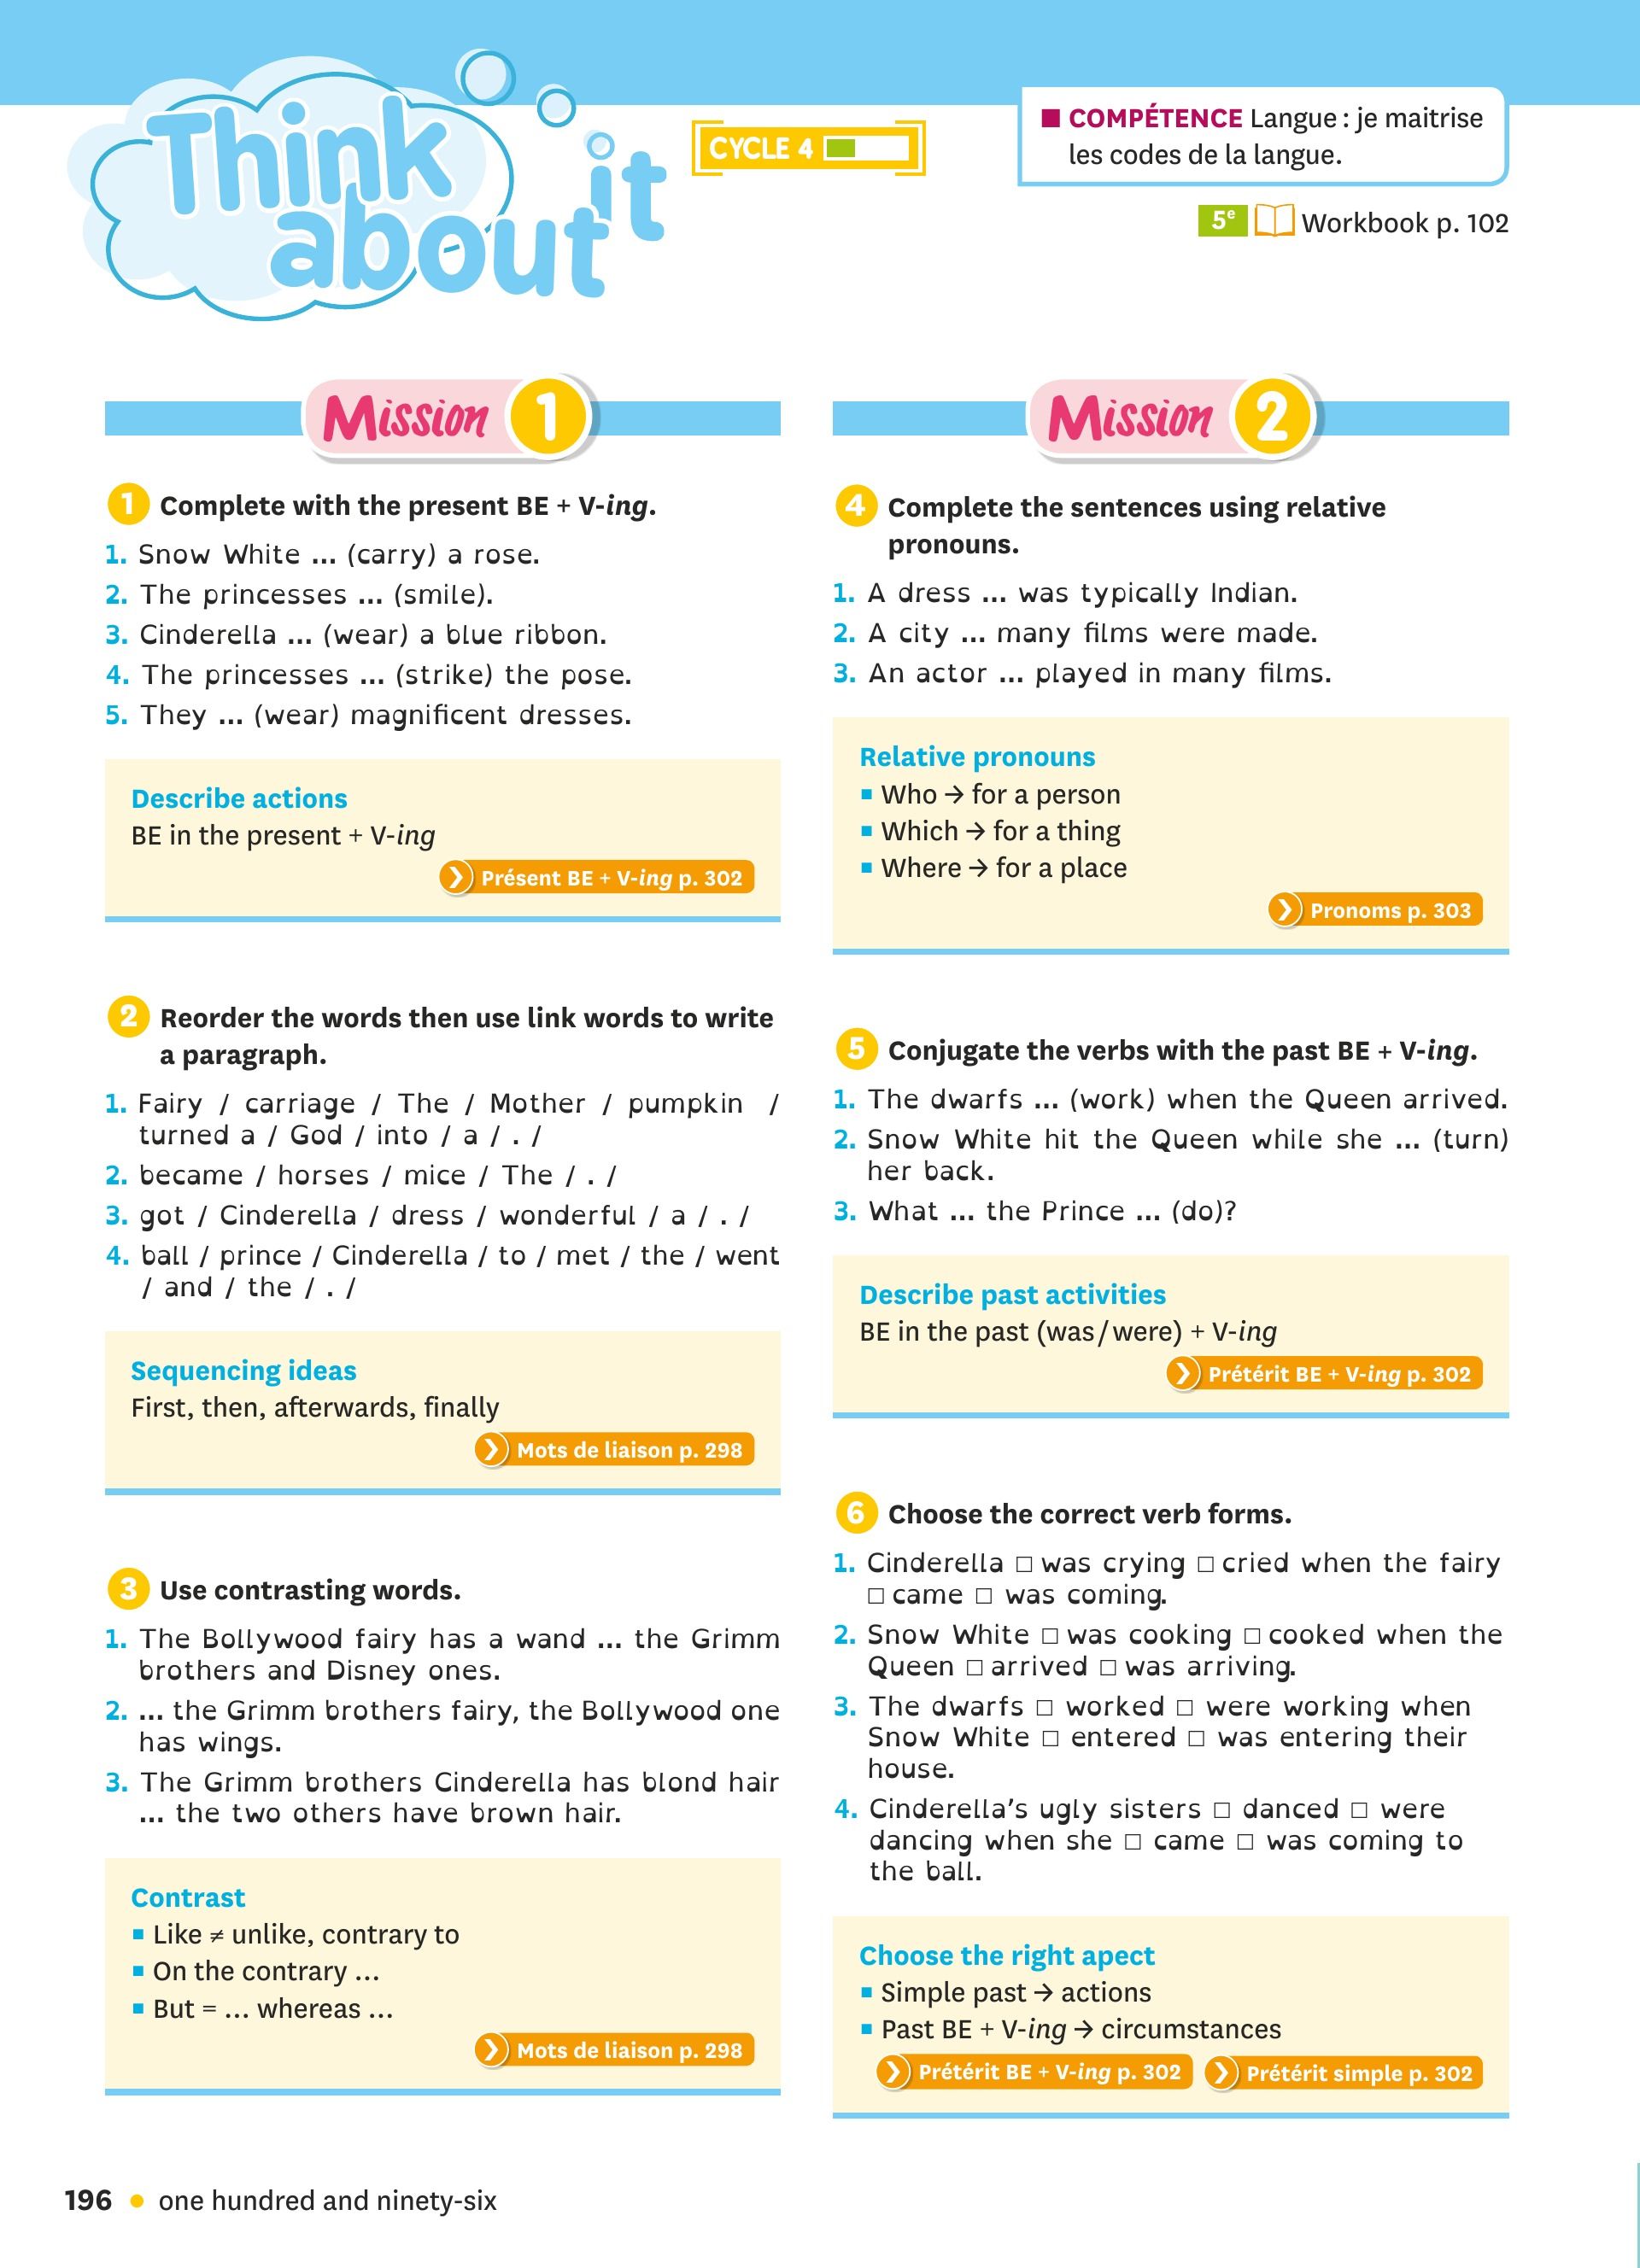 Think
about it
CYCLE 4
■ COMPÉTENCE Langue : je maitrise
les codes de la langue.
5e Workbook p. 102
Mission 1
1 Complete with the present BE + V-ing.
1. Snow White ... (carry) a rose.
2. The princesses ... (smile).
3. Cinderella ... (wear) a blue ribbon.
4. The princesses ... (strike) the pose.
5. They ... (wear) magnificent dresses.
Describe actions
BE in the present + V-ing
Présent BE + V-ing p. 302
2 Reorder the words then use link words to write
a paragraph.
1. Fairy / carriage / The / Mother / pumpkin /
turned a / God / into / a / . /
2. became / horses / mice / The / . /
3. got / Cinderella / dress / wonderful / a / . /
4. ball / prince / Cinderella / to / met / the / went
/ and / the / . /
Sequencing ideas
First, then, afterwards, finally
Mots de liaison p. 298
3 Use contrasting words.
1. The Bollywood fairy has a wand ... the Grimm
brothers and Disney ones.
2. ... the Grimm brothers fairy, the Bollywood one
has wings.
3. The Grimm brothers Cinderella has blond hair
... the two others have brown hair.
Contrast
■ Like ≠ unlike, contrary to
■ On the contrary ...
■ But = ... whereas ...
Mots de liaison p. 298
Mission 2
4 Complete the sentences using relative
pronouns.
1. A dress ... was typically Indian.
2. A city ... many films were made.
3. An actor ... played in many films.
Relative pronouns
■ Who → for a person
■ Which → for a thing
■ Where → for a place
Pronoms p. 303
5 Conjugate the verbs with the past BE + V-ing.
1. The dwarfs ... (work) when the Queen arrived.
2. Snow White hit the Queen while she ... (turn)
her back.
3. What ... the Prince ... (do)?
Describe past activities
BE in the past (was / were) + V-ing
Prétérit BE + V-ing p. 302
6 Choose the correct verb forms.
1. Cinderella □ was crying □ cried when the fairy
□ came □ was coming.
2. Snow White □ was cooking □ cooked when the
Queen □ arrived □ was arriving.
3. The dwarfs □ worked □ were working when
Snow White □ entered □ was entering their
house.
4. Cinderella's ugly sisters □ danced □ were
dancing when she □ came □ was coming to
the ball.
Choose the right apect
■ Simple past → actions
■ Past BE + V-ing → circumstances
Prétérit BE + V-ing p. 302 Prétérit simple p. 302
196 • one hundred and ninety-six